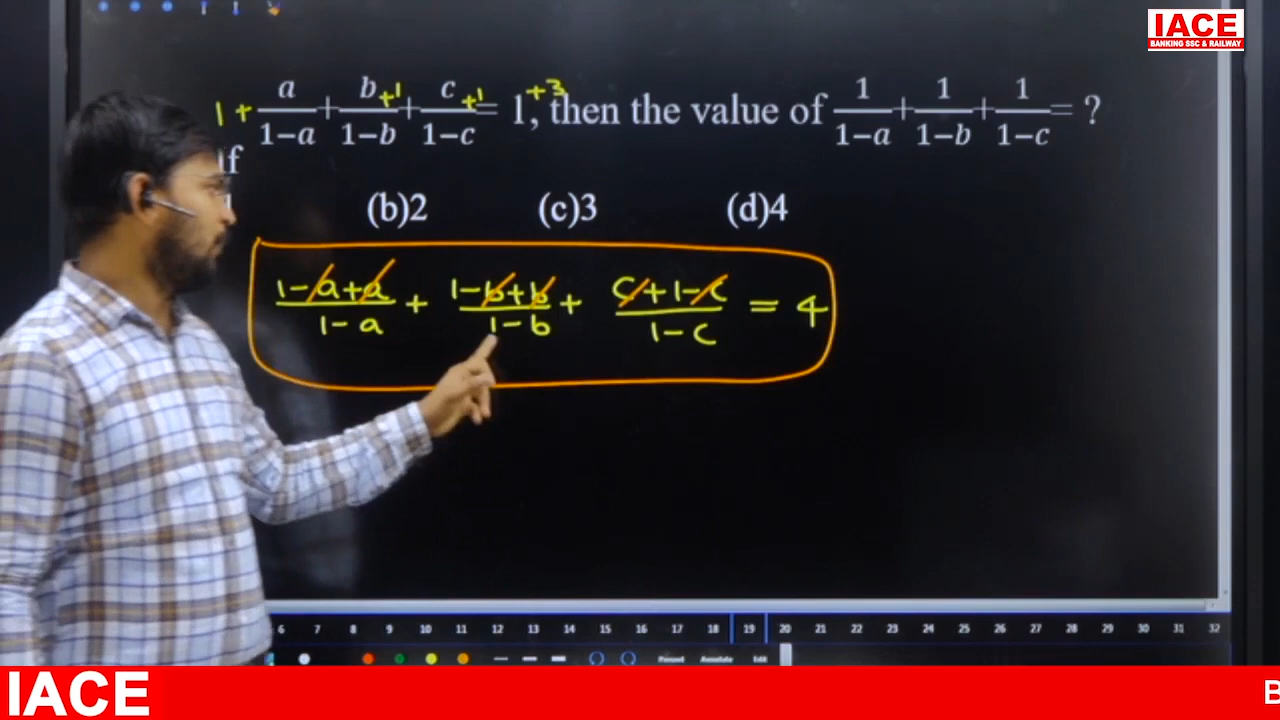 IACE
BANKING SSC & RAILWAY
1 + a/(1−a) + b/(1−b) +1 + c/(1−c) +1 = 1 +3, then the value of 1/(1−a) + 1/(1−b) + 1/(1−c) = ?
If
(b)2 (c)3 (d)4
(1−a+a)/(1−a) + (1−b+b)/(1−b) + (c+1−c)/(1−c) = 4
6 7 8 9 10 11 12 13 14 15 16 17 18 19 20 21 22 23 24 25 26 27 28 29 30 31 32
Annotate Edit
IACE B